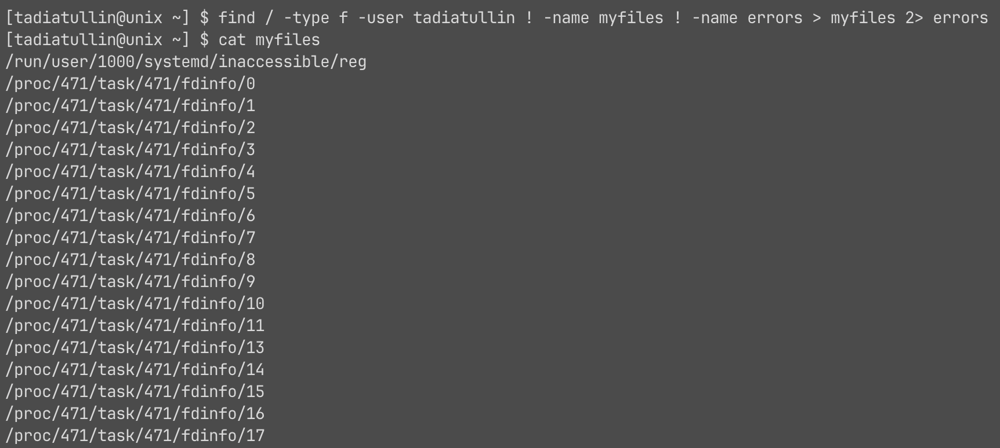 [tadiatullin@unix ~] $ find / -type f -user tadiatullin ! -name myfiles ! -name errors > myfiles 2> errors
[tadiatullin@unix ~] $ cat myfiles
/run/user/1000/systemd/inaccessible/reg
/proc/471/task/471/fdinfo/0
/proc/471/task/471/fdinfo/1
/proc/471/task/471/fdinfo/2
/proc/471/task/471/fdinfo/3
/proc/471/task/471/fdinfo/4
/proc/471/task/471/fdinfo/5
/proc/471/task/471/fdinfo/6
/proc/471/task/471/fdinfo/7
/proc/471/task/471/fdinfo/8
/proc/471/task/471/fdinfo/9
/proc/471/task/471/fdinfo/10
/proc/471/task/471/fdinfo/11
/proc/471/task/471/fdinfo/13
/proc/471/task/471/fdinfo/14
/proc/471/task/471/fdinfo/15
/proc/471/task/471/fdinfo/16
/proc/471/task/471/fdinfo/17